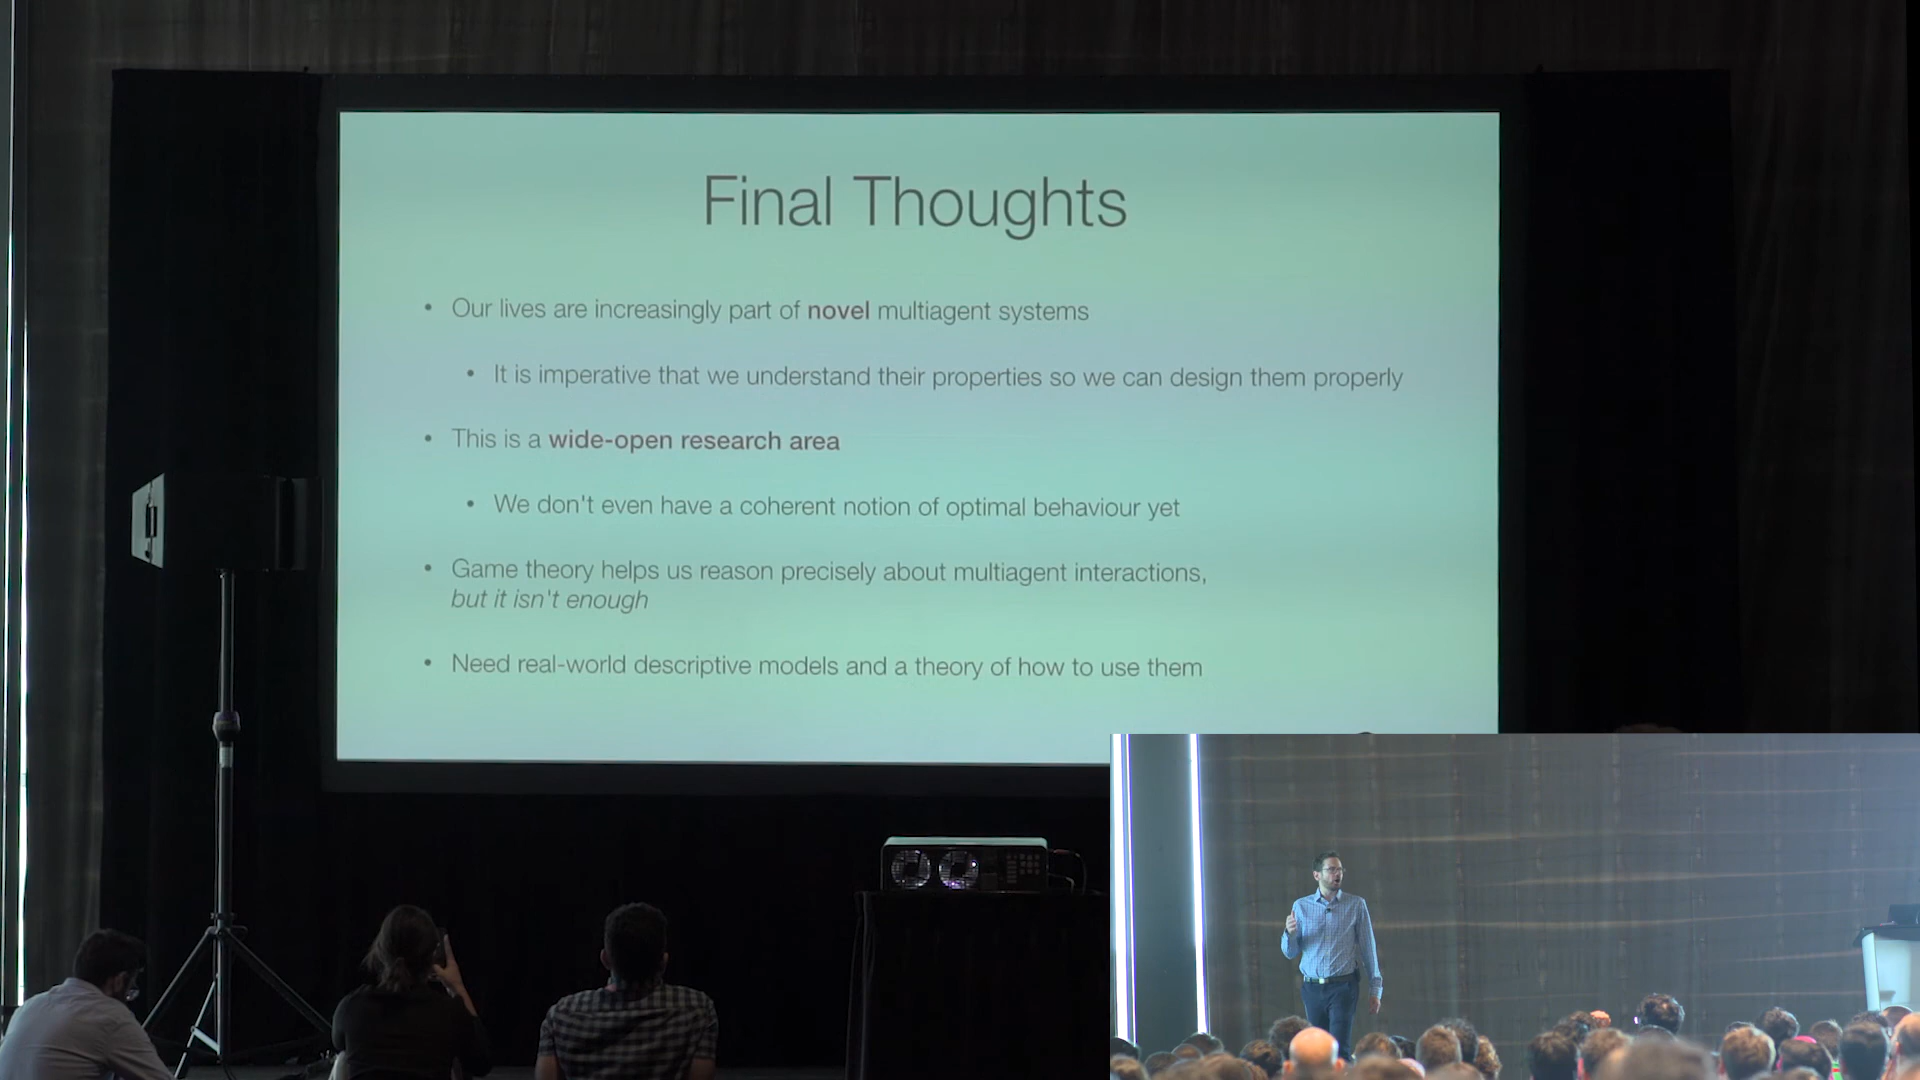 Final Thoughts
• Our lives are increasingly part of novel multiagent systems
• It is imperative that we understand their properties so we can design them properly
• This is a wide-open research area
• We don't even have a coherent notion of optimal behaviour yet
• Game theory helps us reason precisely about multiagent interactions,
but it isn't enough
• Need real-world descriptive models and a theory of how to use them